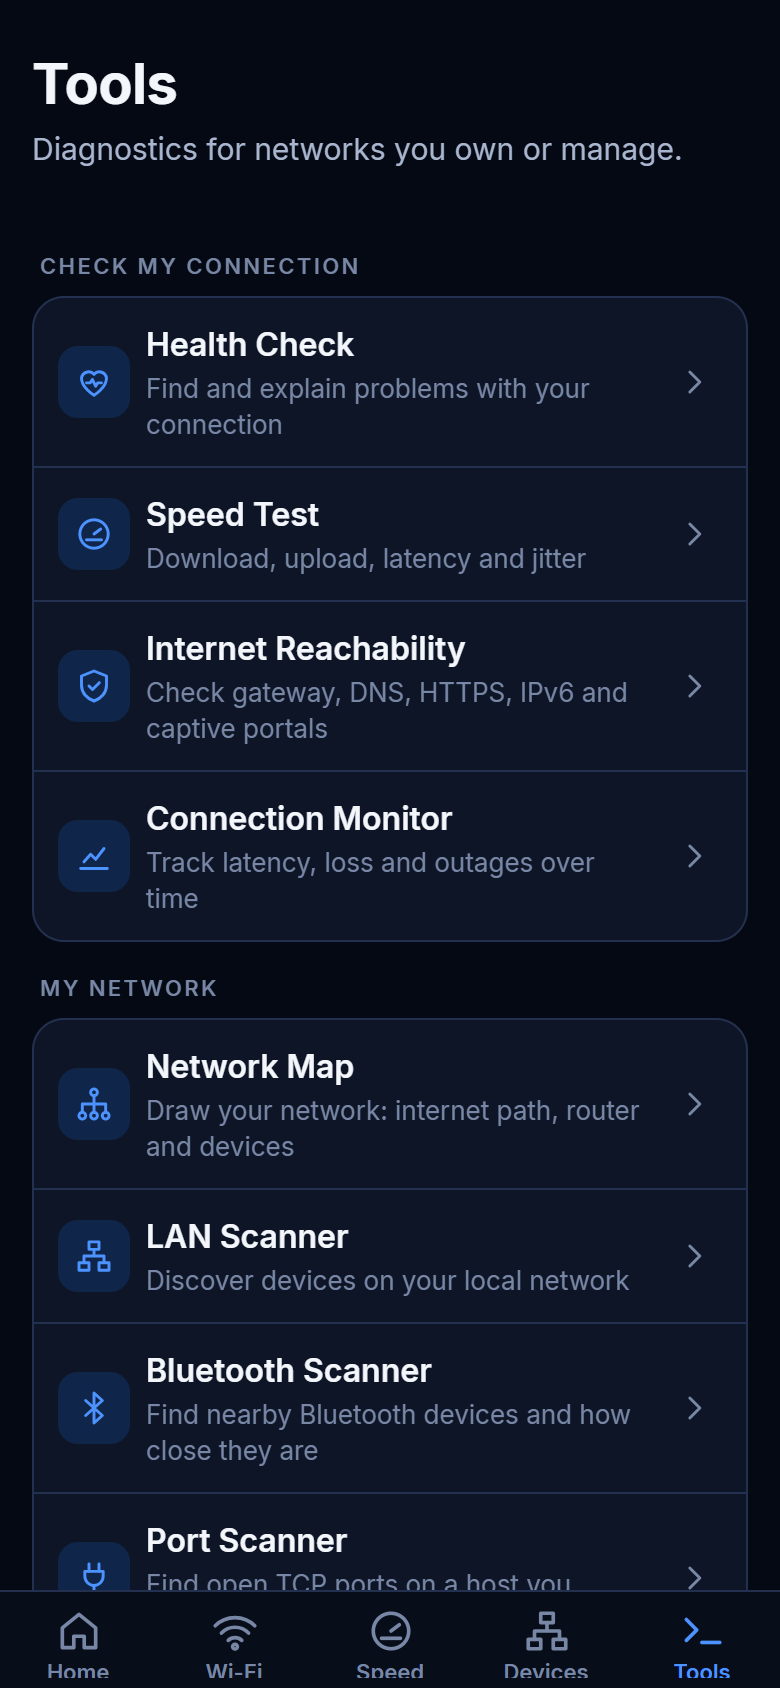 Tools
Diagnostics for networks you own or manage.
CHECK MY CONNECTION
Health Check
Find and explain problems with your
connection
Speed Test
Download, upload, latency and jitter
Internet Reachability
Check gateway, DNS, HTTPS, IPv6 and
captive portals
Connection Monitor
Track latency, loss and outages over
time
MY NETWORK
Network Map
Draw your network: internet path, router
and devices
LAN Scanner
Discover devices on your local network
Bluetooth Scanner
Find nearby Bluetooth devices and how
close they are
Port Scanner
Find open TCP ports on a host you
Home
Wi-Fi
Speed
Devices
Tools